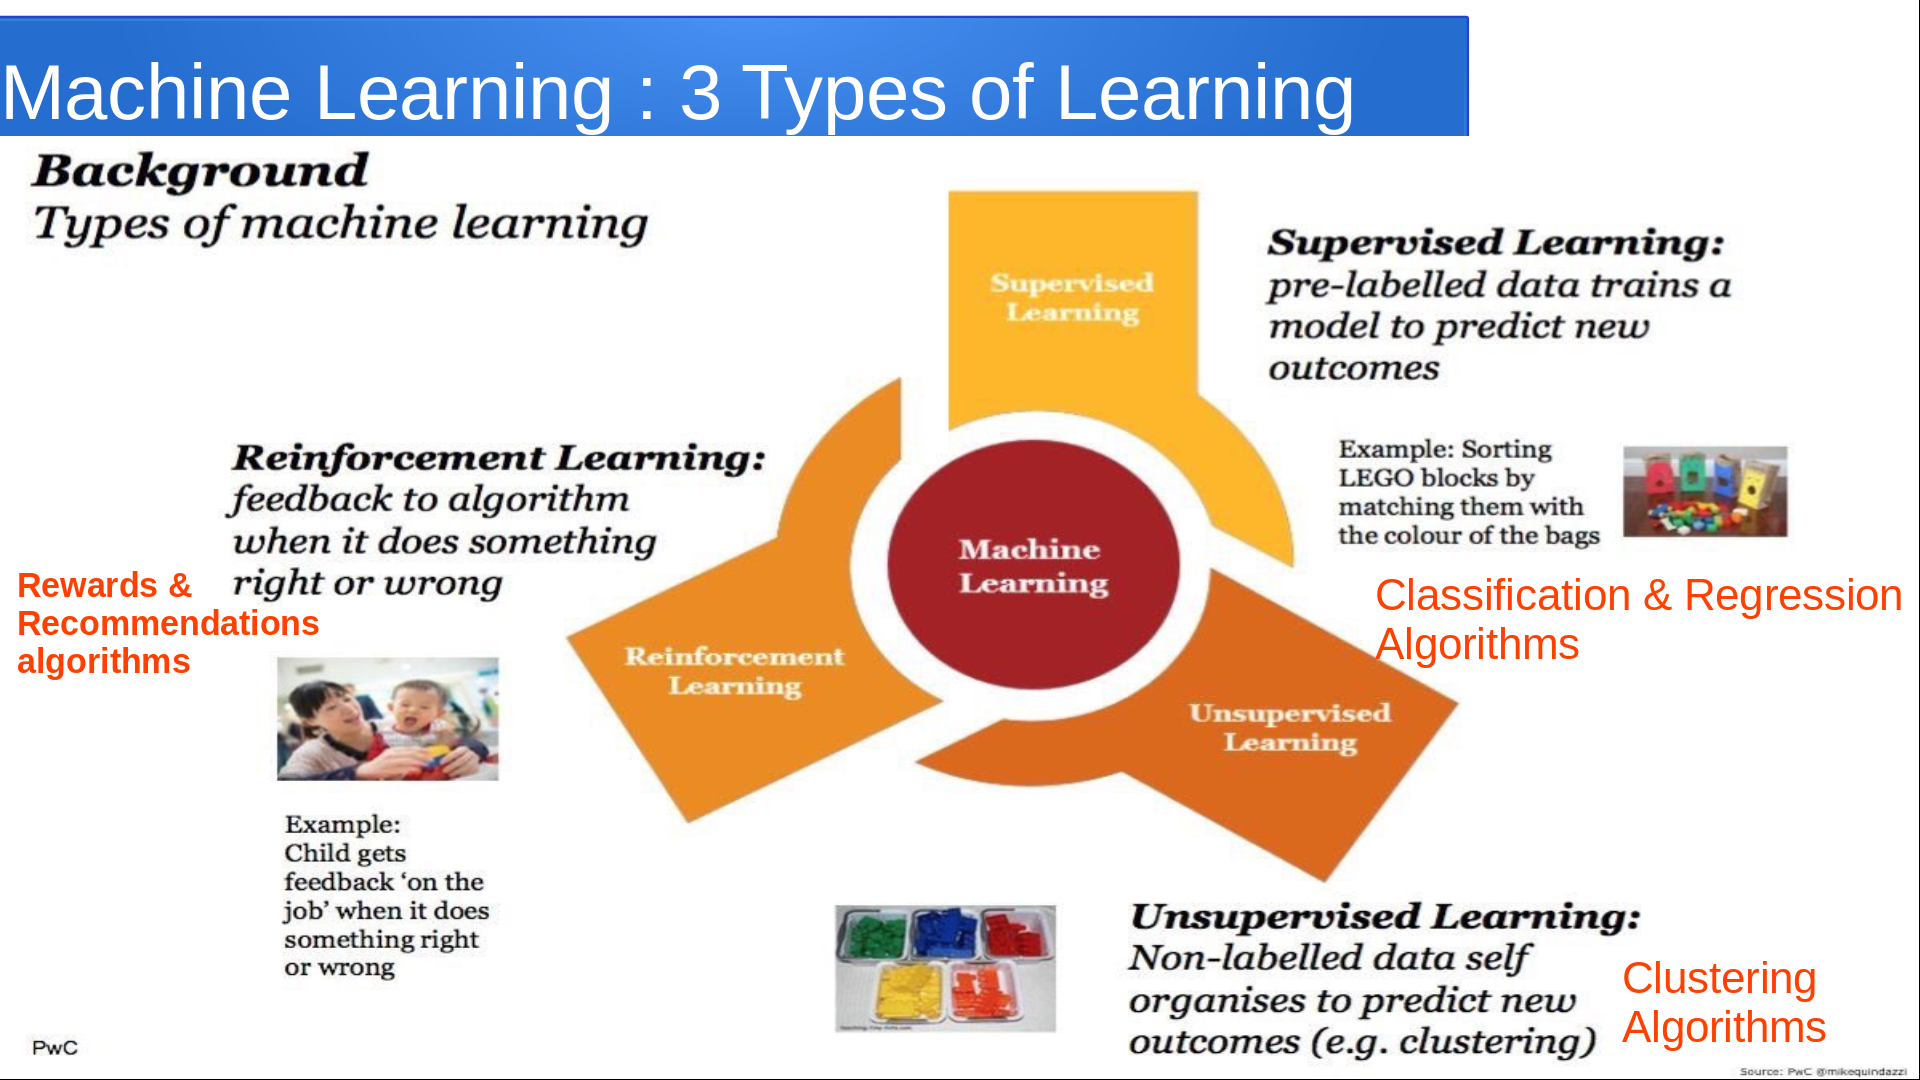 Machine Learning : 3 Types of Learning
Background
Types of machine learning
Supervised
Learning
Supervised Learning:
pre-labelled data trains a
model to predict new
outcomes
Example: Sorting
LEGO blocks by
matching them with
the colour of the bags
Classification & Regression
Algorithms
Reinforcement Learning:
feedback to algorithm
when it does something
right or wrong
Rewards &
Recommendations
algorithms
Machine
Learning
Reinforcement
Learning
Unsupervised
Learning
Example:
Child gets
feedback ‘on the
job’ when it does
something right
or wrong
Unsupervised Learning:
Non-labelled data self
organises to predict new
outcomes (e.g. clustering)
Clustering
Algorithms
PwC
Source: PwC @mikequindazzi